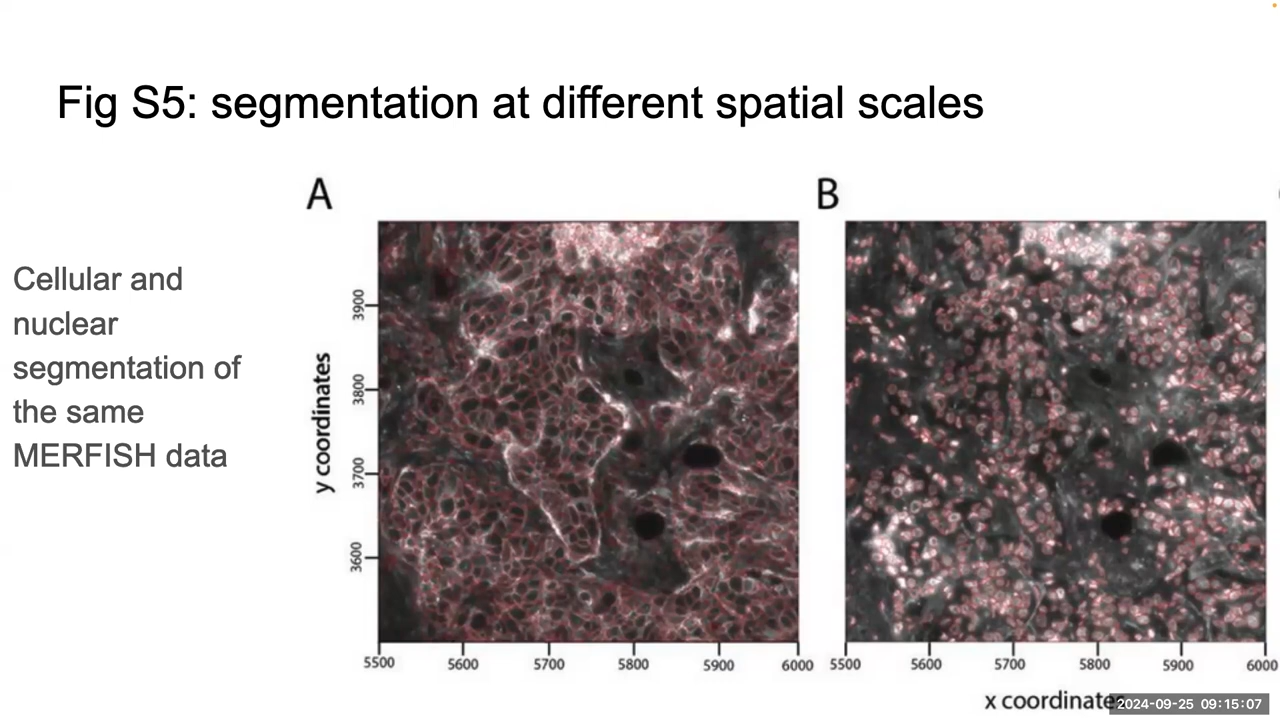 Fig S5: segmentation at different spatial scales
A
B
Cellular and
nuclear
segmentation of
the same
MERFISH data
y coordinates
3900
3800
3700
3600
5500 5600 5700 5800 5900 6000
5500 5600 5700 5800 5900 6000
x coordinates
2024-09-25 09:15:07